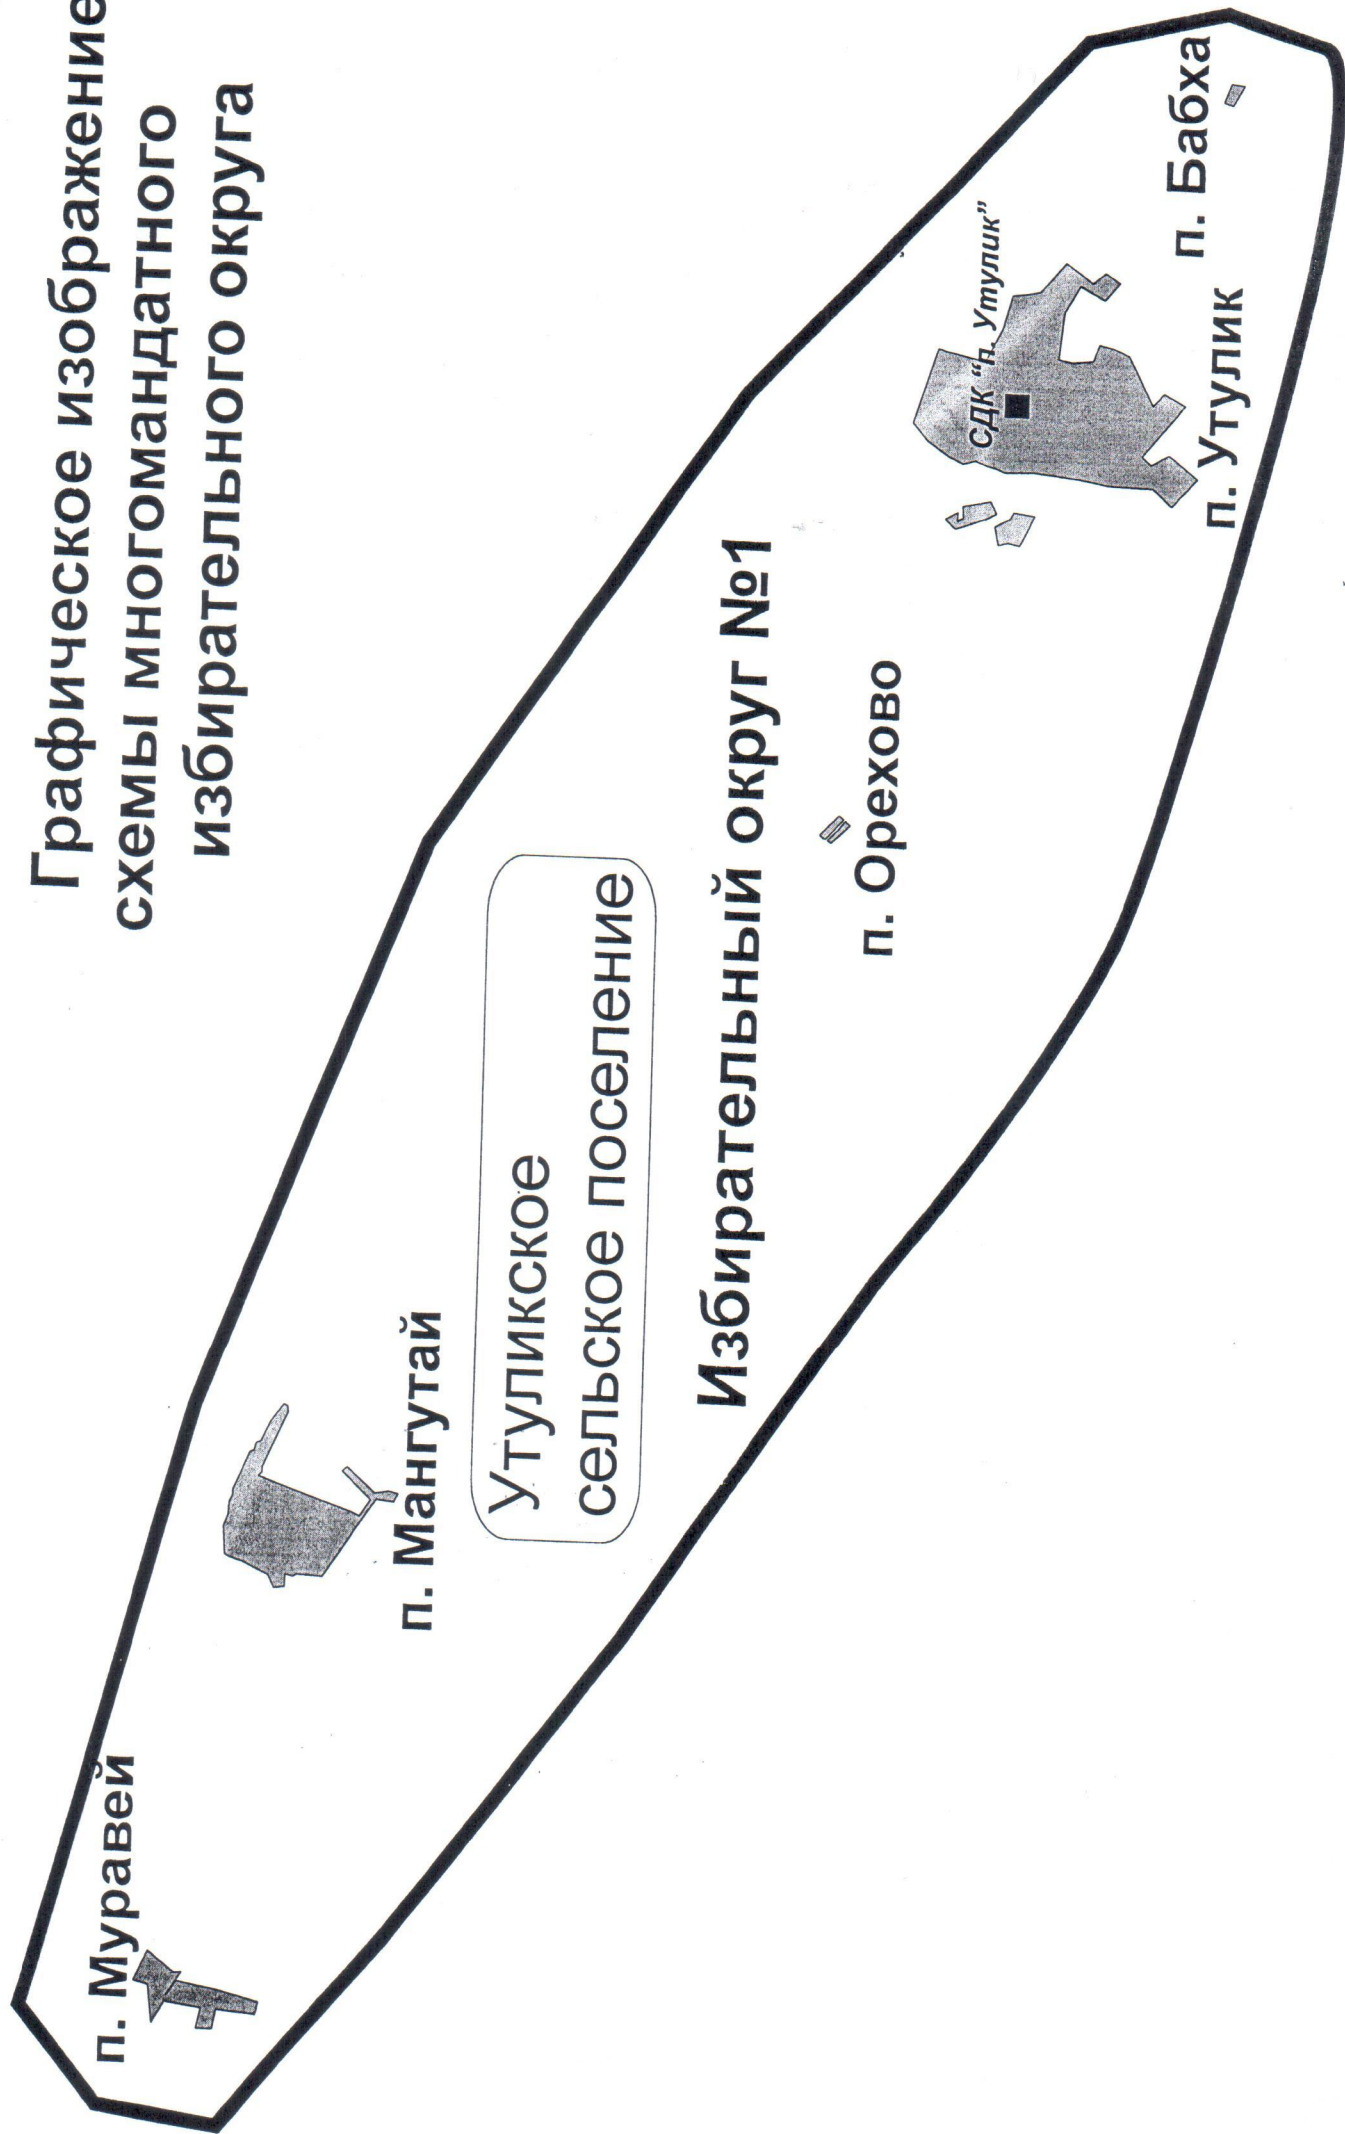 Графическое изображение
схемы многомандатного
избирательного округа
п. Муравей
п. Мангутай
Утуликское
сельское поселение
Избирательный округ №1
п. Орехово
СДК "п. Утулик"
п. Утулик
п. Бабха